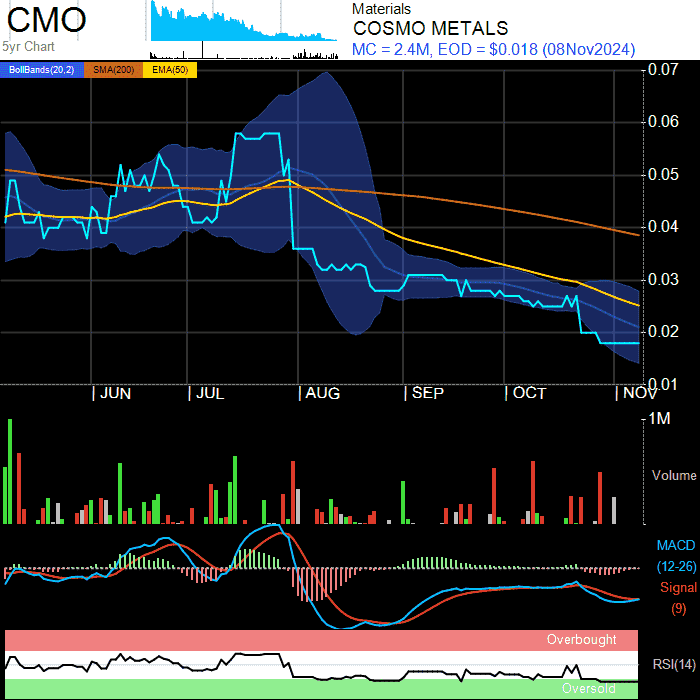 CMO
5yr Chart
Materials
COSMO METALS
MC = 2.4M, EOD = $0.018 (08Nov2024)
BollBands(20,2) SMA(200) EMA(50)
0.07
0.06
0.05
0.04
0.03
0.02
0.01
JUN JUL AUG SEP OCT NOV
1M
Volume
MACD
(12-26)
Signal
(9)
Overbought
RSI(14)
Oversold